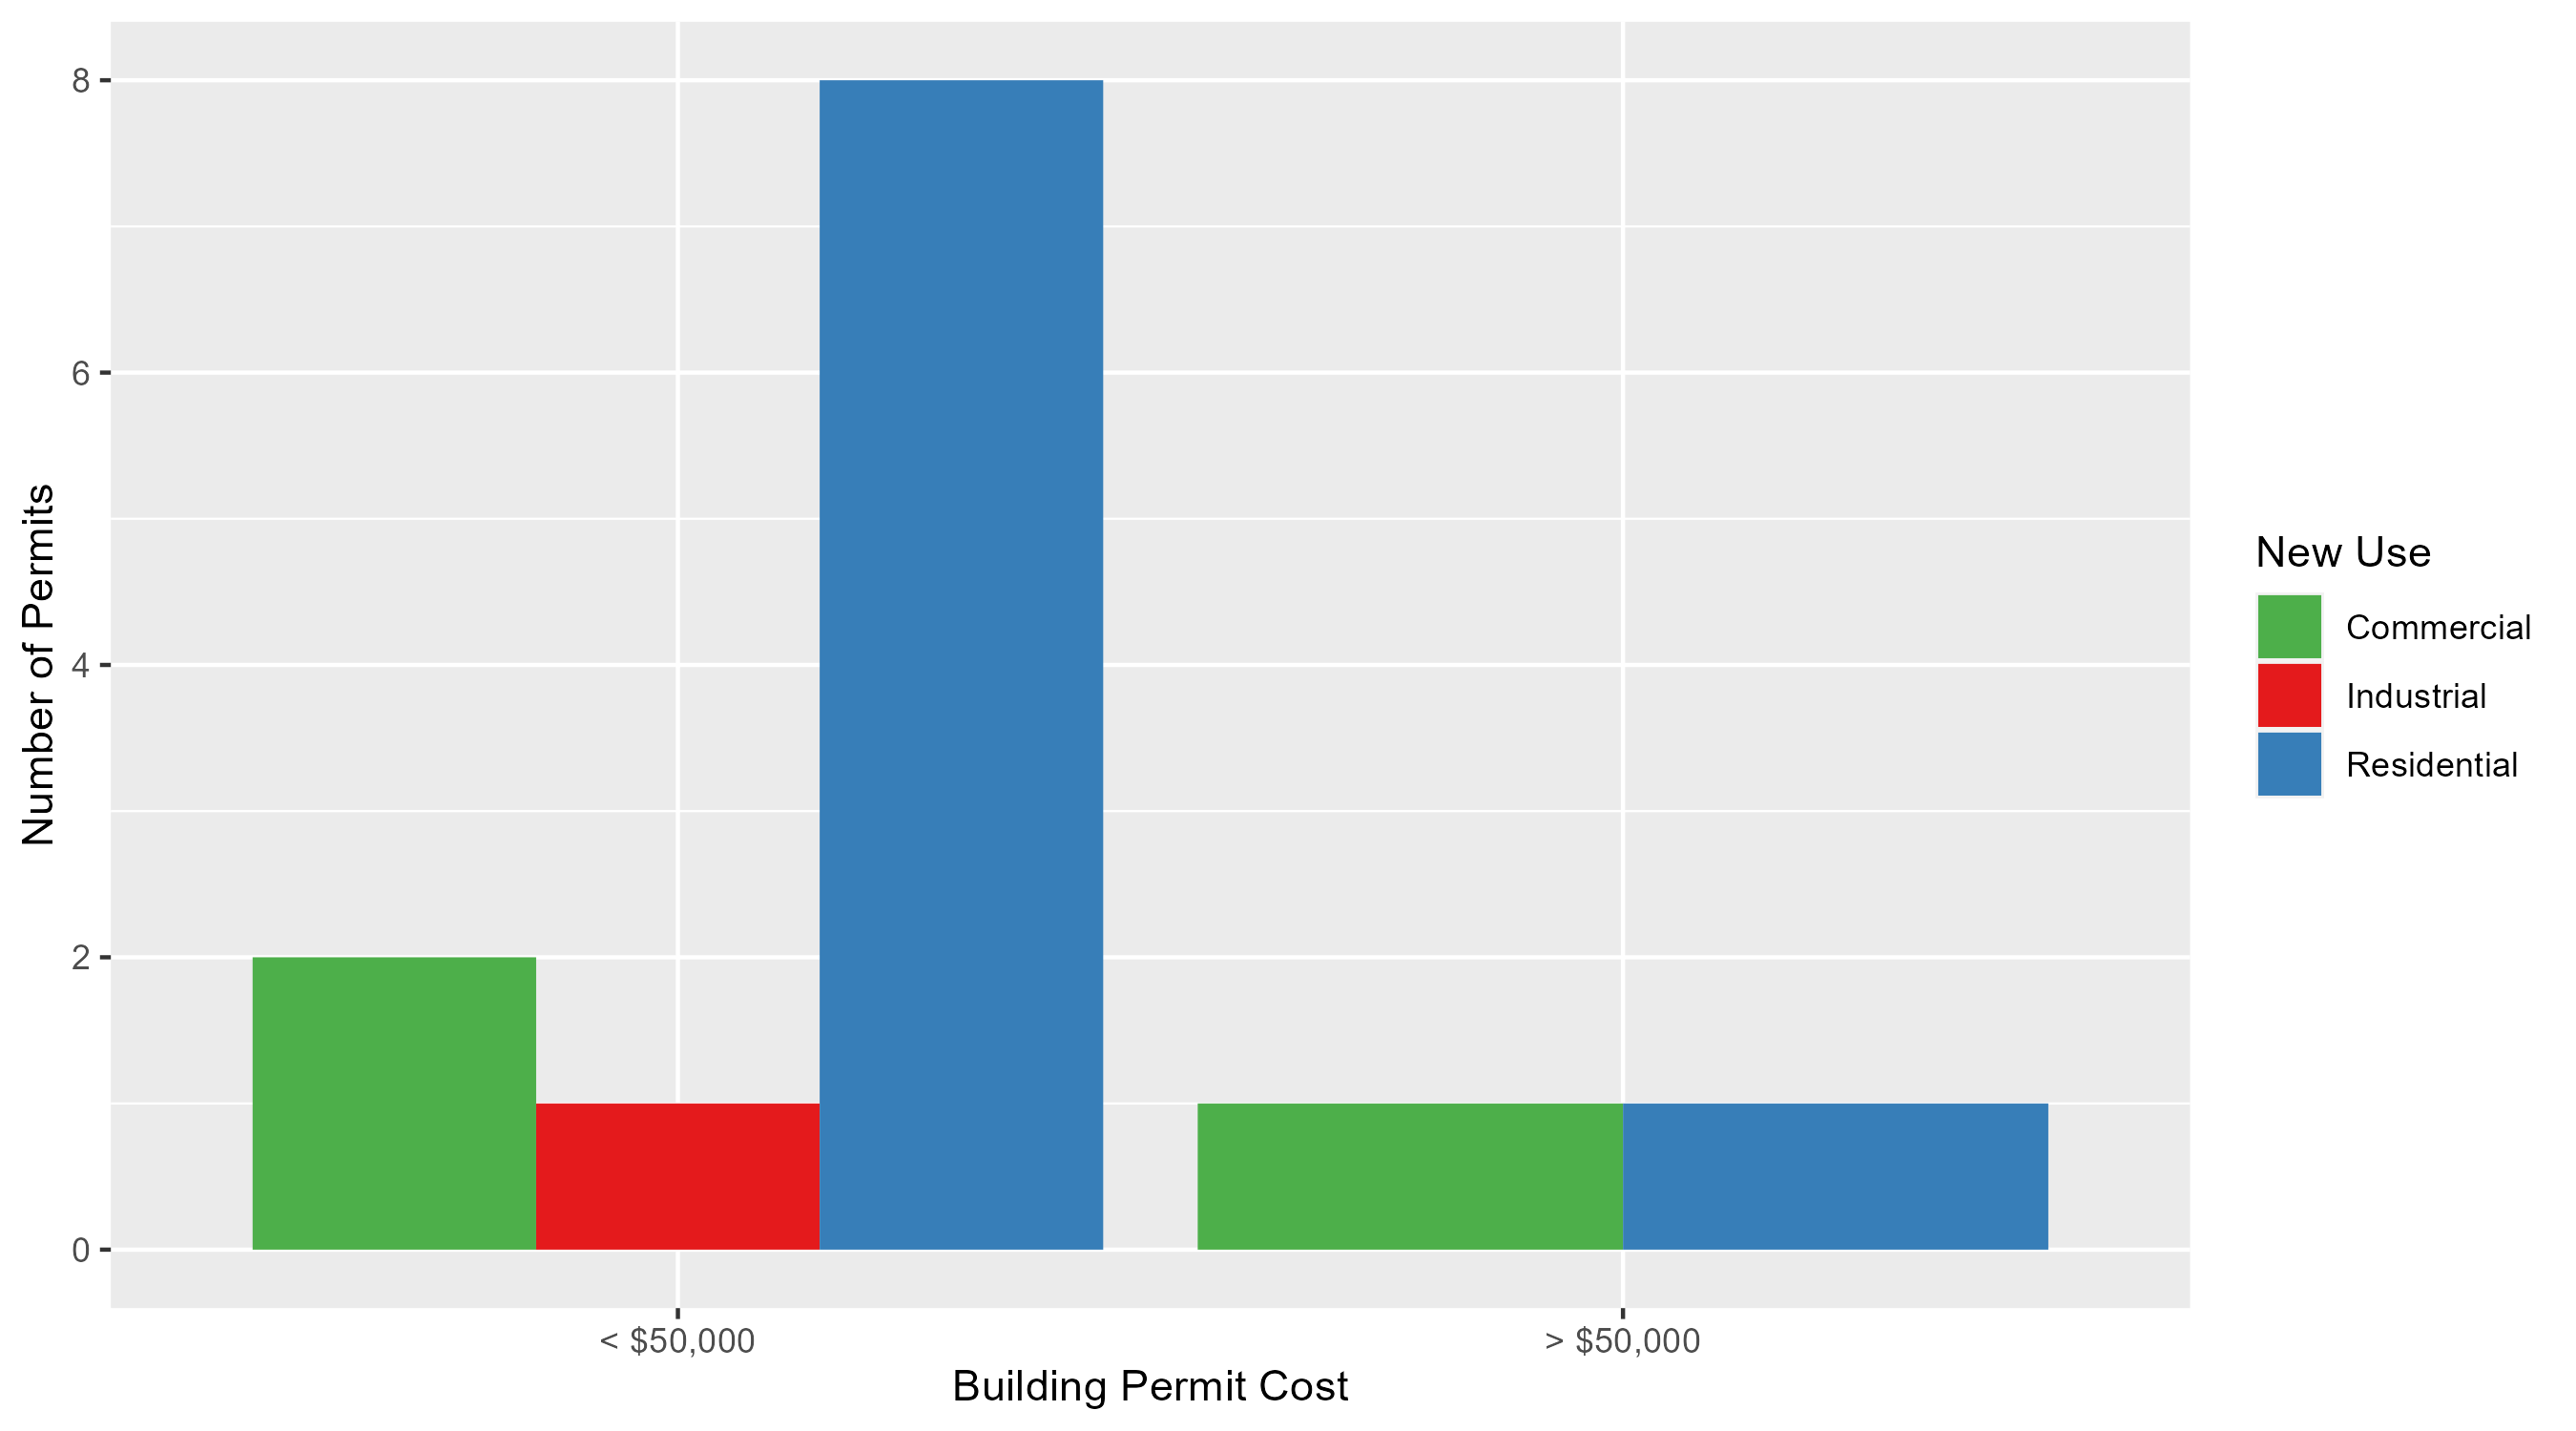 Number of Permits
8
6
4
2
0
< $50,000
> $50,000
Building Permit Cost
New Use
Commercial
Industrial
Residential